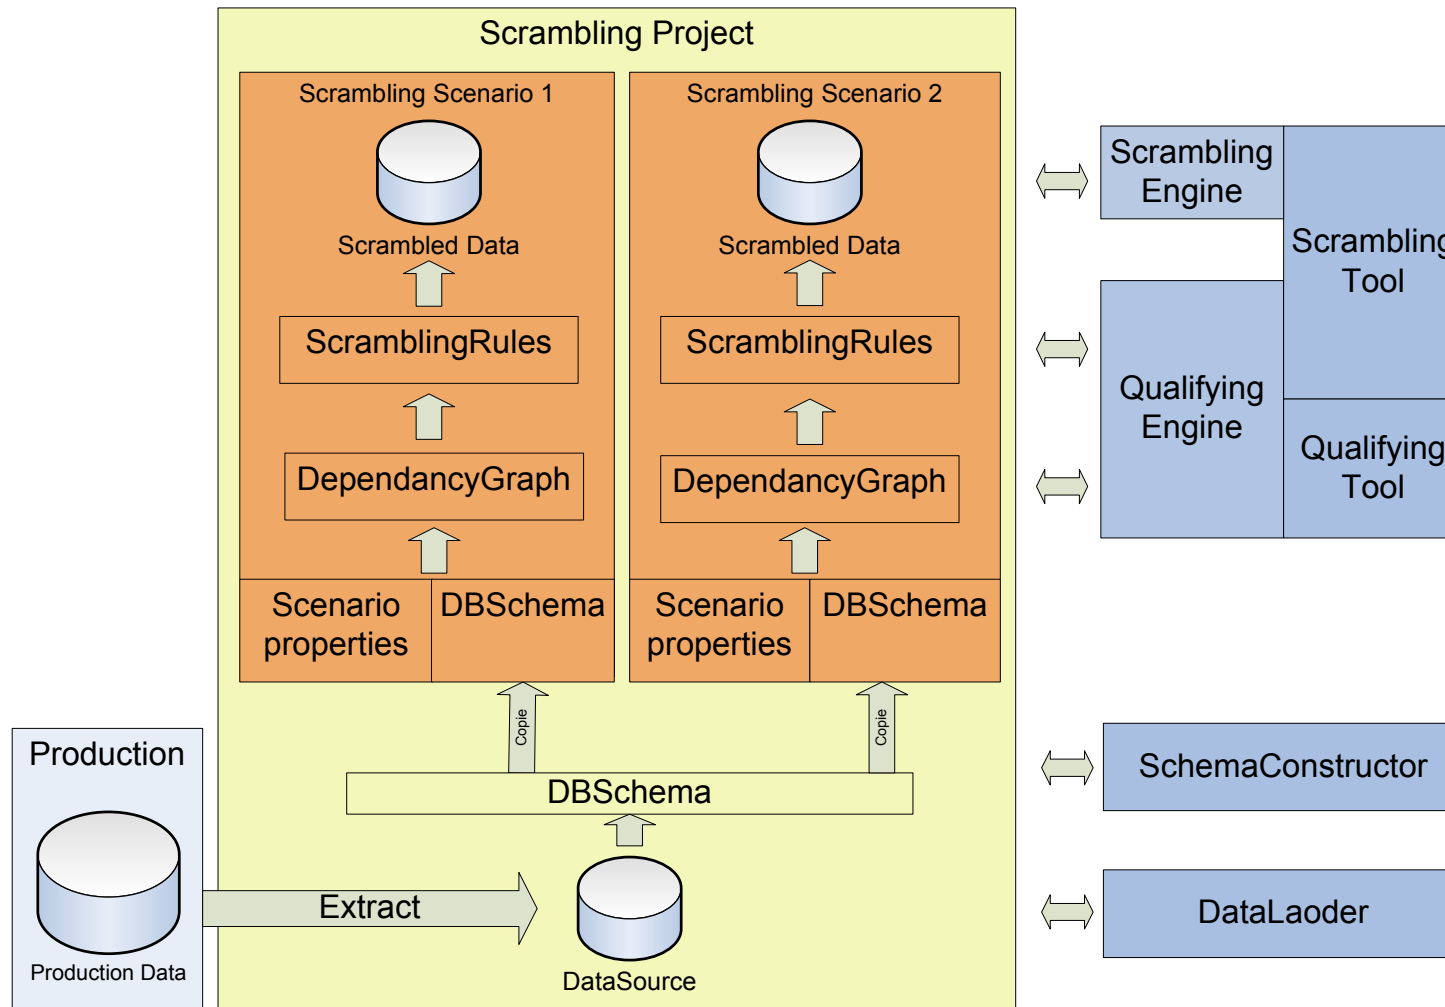 Scrambling Project
Scrambling Scenario 1
Scrambled Data
ScramblingRules
DependancyGraph
Scenario
properties
DBSchema
Scrambling Scenario 2
Scrambled Data
ScramblingRules
DependancyGraph
Scenario
properties
DBSchema
Copie
Copie
DBSchema
DataSource
Production
Production Data
Extract
Scrambling
Engine
Scrambling
Tool
Qualifying
Engine
Qualifying
Tool
SchemaConstructor
DataLaoder